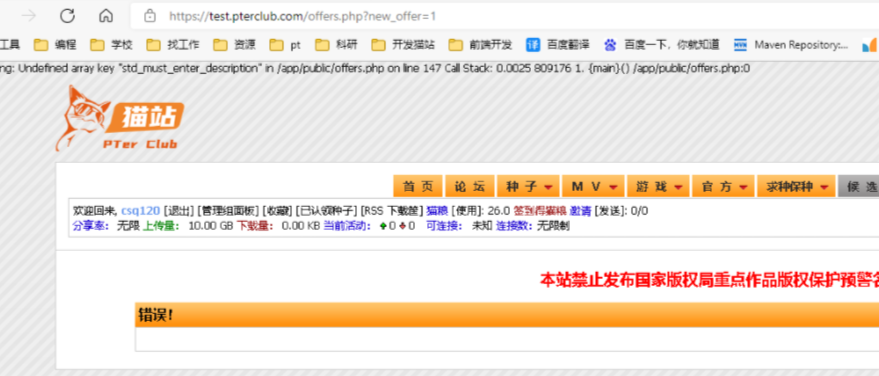 https://test.pterclub.com/offers.php?new_offer=1
工具 编程 学校 找工作 资源 pt 科研 开发猫站 前端开发 译 百度翻译 百度一下，你就知道 MVN Maven Repository:...
ng: Undefined array key "std_must_enter_description" in /app/public/offers.php on line 147 Call Stack: 0.0025 809176 1. {main}() /app/public/offers.php:0
猫站
PTer Club
首 页 论 坛 种 子 M V 游 戏 官 方 求种保种 候 选
欢迎回来, csq120 [退出] [管理组面板] [收藏] [已认领种子] [RSS 下载筐] 猫粮 [使用]: 26.0 签到得猫粮 邀请 [发送]: 0/0
分享率: 无限 上传量: 10.00 GB 下载量: 0.00 KB 当前活动: 0 0 可连接: 未知 连接数: 无限制
本站禁止发布国家版权局重点作品版权保护预警名
错误!